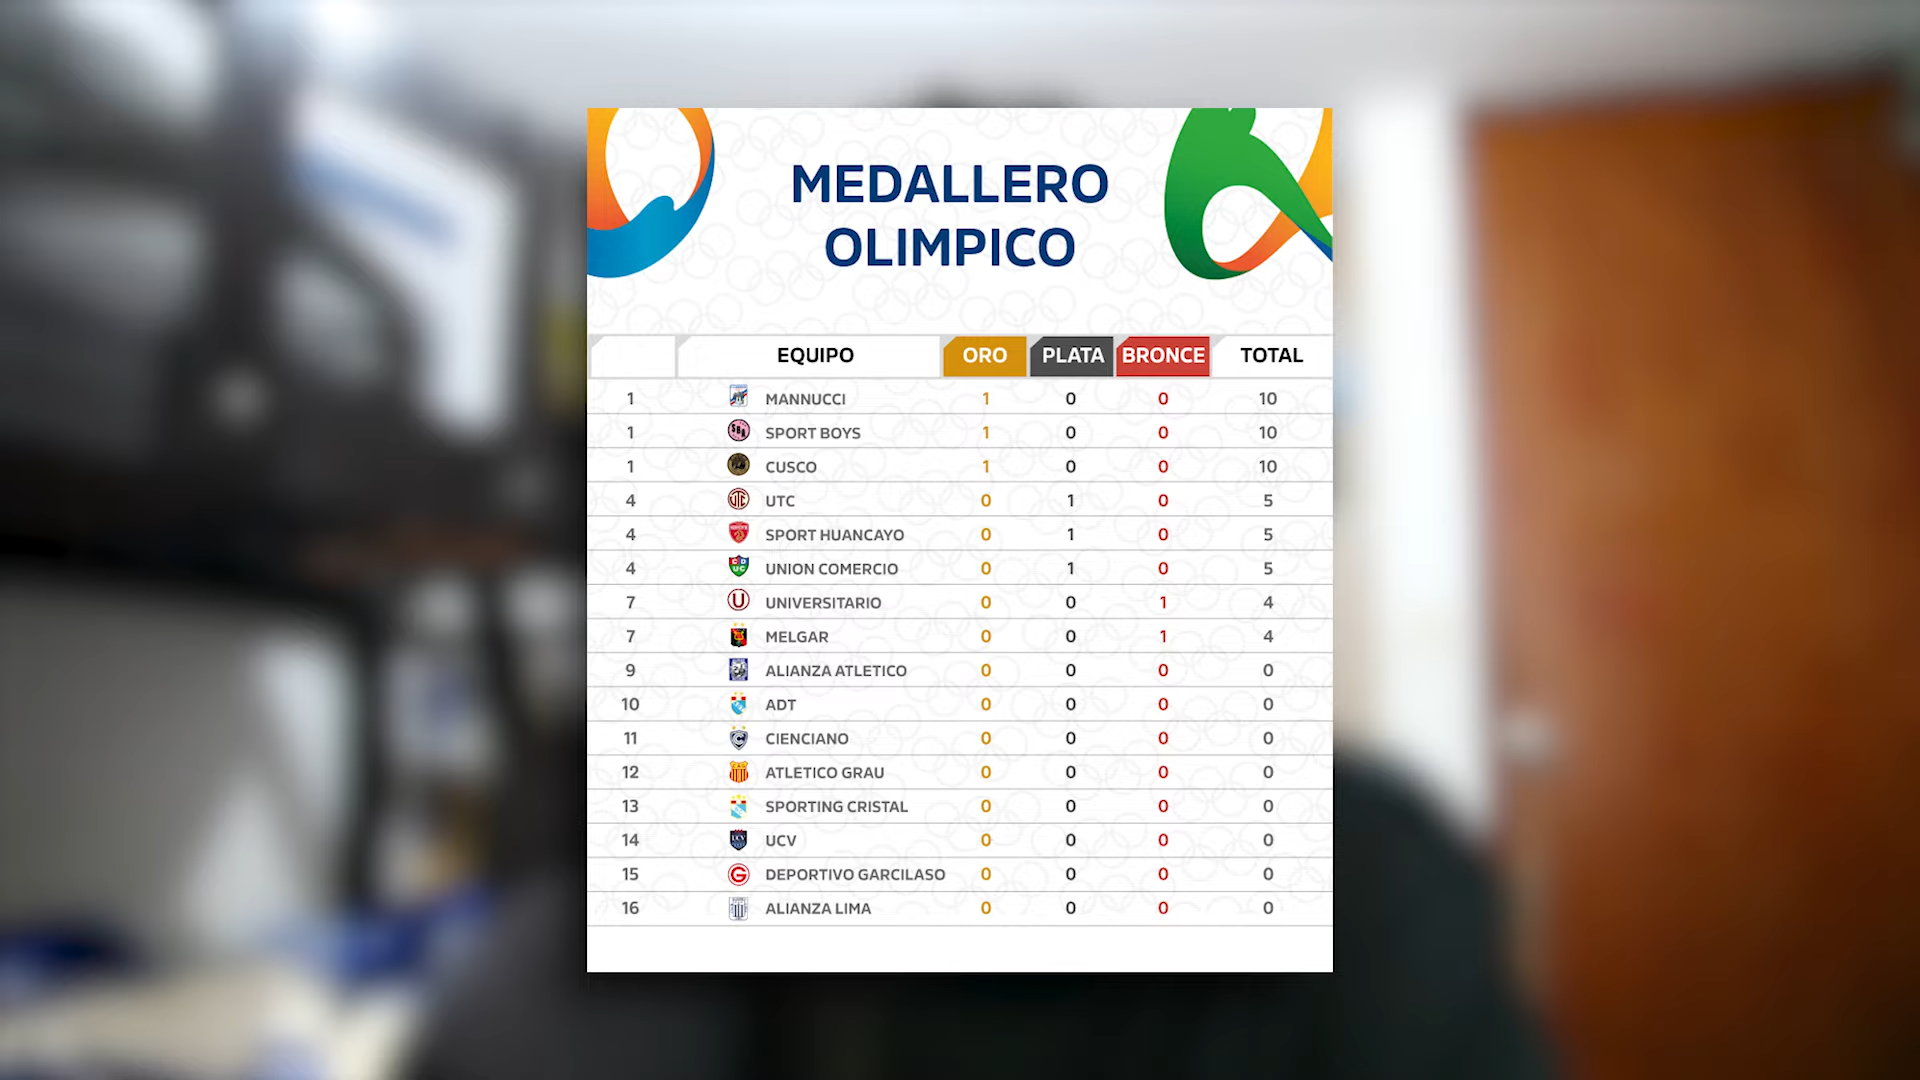 MEDALLERO
OLIMPICO
EQUIPO ORO PLATA BRONCE TOTAL
1 MANNUCCI 1 0 0 10
1 SPORT BOYS 1 0 0 10
1 CUSCO 1 0 0 10
4 UTC 0 1 0 5
4 SPORT HUANCAYO 0 1 0 5
4 UNION COMERCIO 0 1 0 5
7 UNIVERSITARIO 0 0 1 4
7 MELGAR 0 0 1 4
9 ALIANZA ATLETICO 0 0 0 0
10 ADT 0 0 0 0
11 CIENCIANO 0 0 0 0
12 ATLETICO GRAU 0 0 0 0
13 SPORTING CRISTAL 0 0 0 0
14 UCV 0 0 0 0
15 DEPORTIVO GARCILASO 0 0 0 0
16 ALIANZA LIMA 0 0 0 0